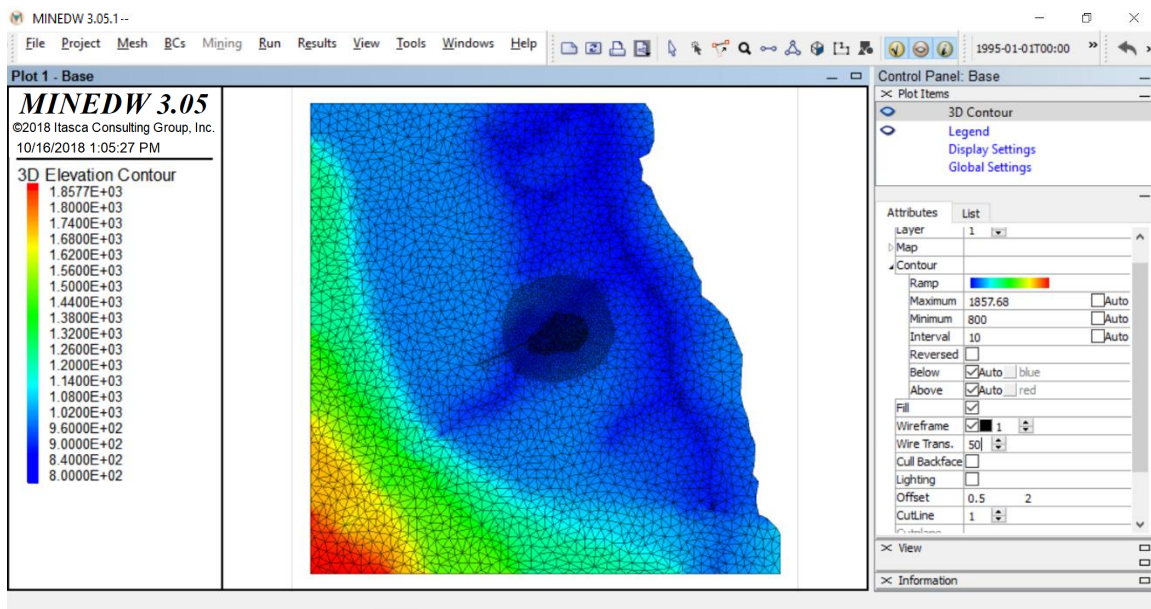 MINEDW 3.05.1 --
File Project Mesh BCs Mining Run Results View Tools Windows Help 1995-01-01T00:00 »
Plot 1 - Base
MINEDW 3.05
©2018 Itasca Consulting Group, Inc.
10/16/2018 1:05:27 PM
3D Elevation Contour
1.8577E+03
1.8000E+03
1.7400E+03
1.6800E+03
1.6200E+03
1.5600E+03
1.5000E+03
1.4400E+03
1.3800E+03
1.3200E+03
1.2600E+03
1.2000E+03
1.1400E+03
1.0800E+03
1.0200E+03
9.6000E+02
9.0000E+02
8.4000E+02
8.0000E+02
Control Panel: Base
Plot Items
3D Contour
Legend
Display Settings
Global Settings
Attributes List
Layer 1
Map
Contour
Ramp
Maximum 1857.68 Auto
Minimum 800 Auto
Interval 10 Auto
Reversed
Below Auto blue
Above Auto red
Fill
Wireframe 1
Wire Trans. 50
Cull Backface
Lighting
Offset 0.5 2
CutLine 1
View
Information